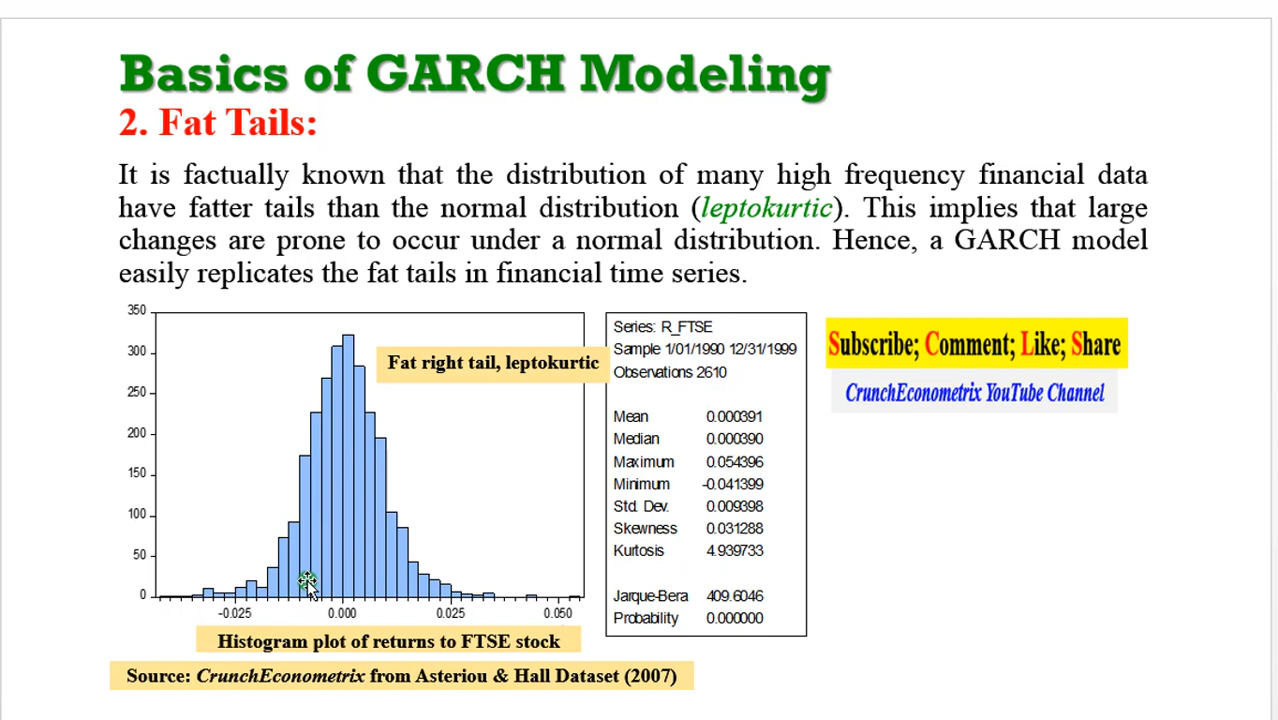 Basics of GARCH Modeling
2. Fat Tails:
It is factually known that the distribution of many high frequency financial data
have fatter tails than the normal distribution (leptokurtic). This implies that large
changes are prone to occur under a normal distribution. Hence, a GARCH model
easily replicates the fat tails in financial time series.
350
300
250
200
150
100
50
0
-0.025 0.000 0.025 0.050
Fat right tail, leptokurtic
Series: R_FTSE
Sample 1/01/1990 12/31/1999
Observations 2610
Mean 0.000391
Median 0.000390
Maximum 0.054396
Minimum -0.041399
Std. Dev. 0.009398
Skewness 0.031288
Kurtosis 4.939733
Jarque-Bera 409.6046
Probability 0.000000
Subscribe; Comment; Like; Share
CrunchEconometrix YouTube Channel
Histogram plot of returns to FTSE stock
Source: CrunchEconometrix from Asteriou & Hall Dataset (2007)